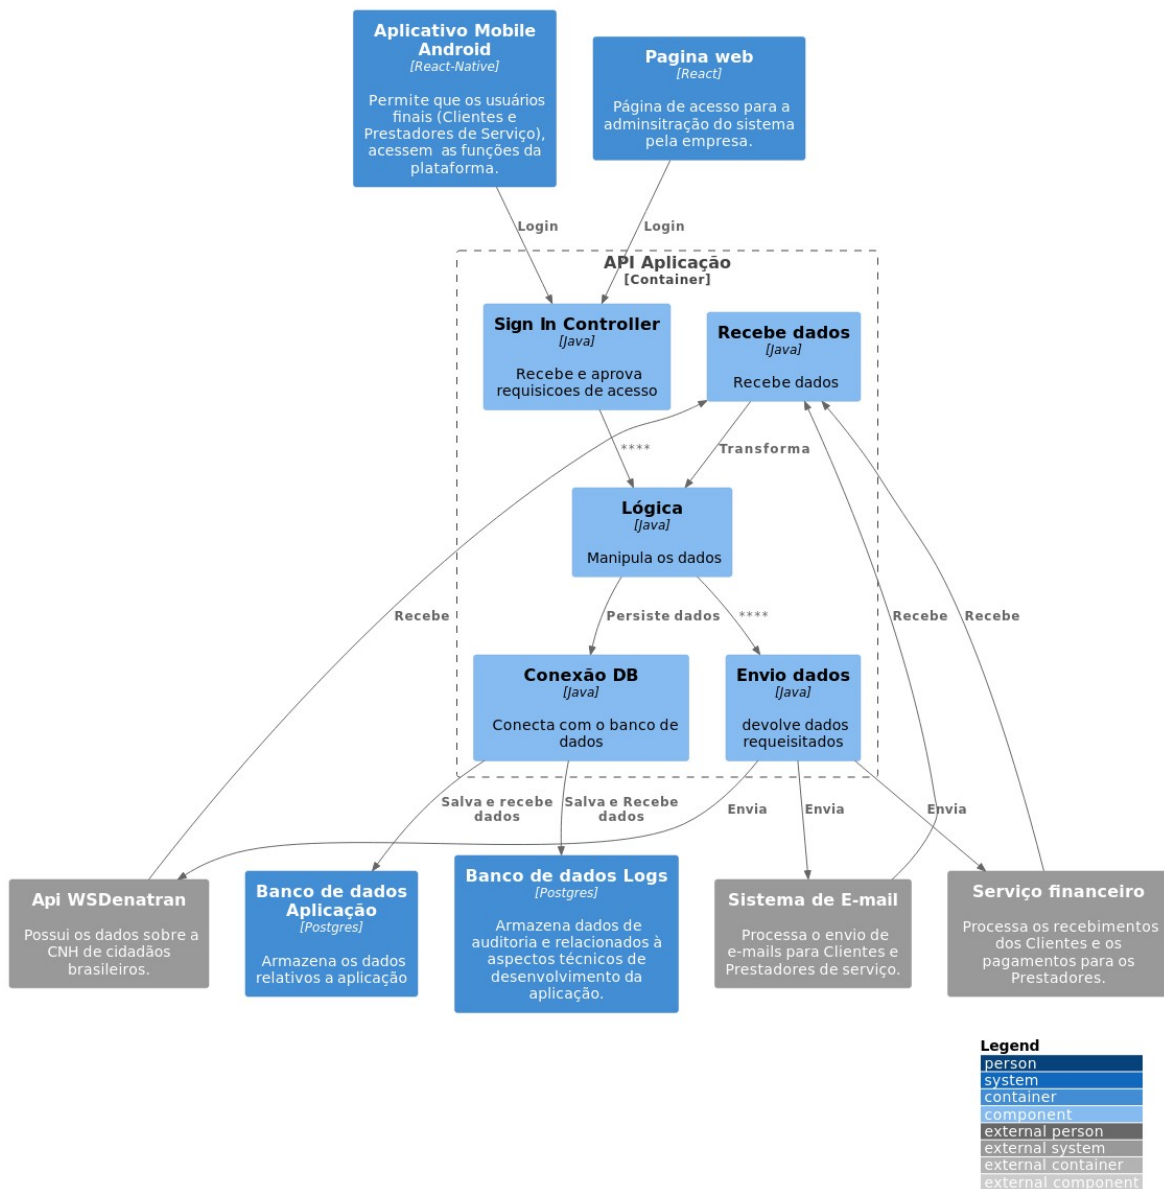 Aplicativo Mobile
Android
[React-Native]
Permite que os usuários
finais (Clientes e
Prestadores de Serviço),
acessem as funções da
plataforma.
Pagina web
[React]
Página de acesso para a
adminsitração do sistema
pela empresa.
Login
Login
API Aplicação
[Container]
Sign In Controller
[Java]
Recebe e aprova
requisicoes de acesso
Recebe dados
[Java]
Recebe dados
****
Transforma
Lógica
[Java]
Manipula os dados
Recebe
Persiste dados
****
Recebe
Recebe
Conexão DB
[Java]
Conecta com o banco de
dados
Envio dados
[Java]
devolve dados
requeisitados
Salva e recebe
dados
Salva e Recebe
dados
Envia
Envia
Envia
Api WSDenatran
Possui os dados sobre a
CNH de cidadãos
brasileiros.
Banco de dados
Aplicação
[Postgres]
Armazena os dados
relativos a aplicação
Banco de dados Logs
[Postgres]
Armazena dados de
auditoria e relacionados à
aspectos técnicos de
desenvolvimento da
aplicação.
Sistema de E-mail
Processa o envio de
e-mails para Clientes e
Prestadores de serviço.
Serviço financeiro
Processa os recebimentos
dos Clientes e os
pagamentos para os
Prestadores.
Legend
person
system
container
component
external person
external system
external container
external component